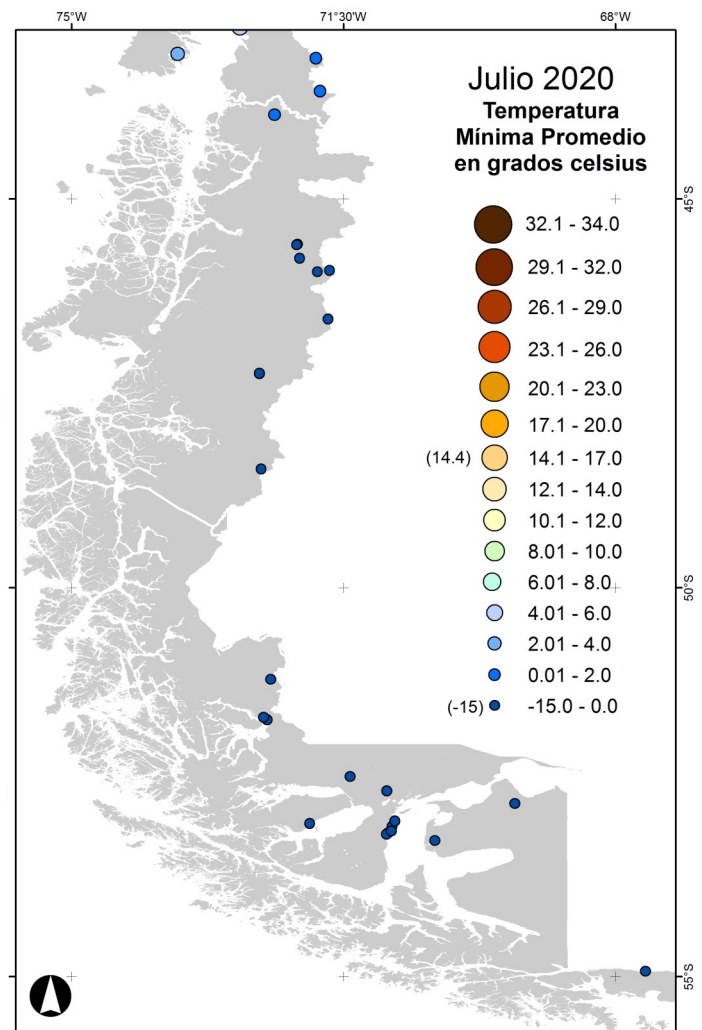 75°W
71°30'W
68°W
Julio 2020
Temperatura
Mínima Promedio
en grados celsius
45°S
32.1 - 34.0
29.1 - 32.0
26.1 - 29.0
23.1 - 26.0
20.1 - 23.0
17.1 - 20.0
(14.4) 14.1 - 17.0
12.1 - 14.0
10.1 - 12.0
8.01 - 10.0
6.01 - 8.0
50°S
4.01 - 6.0
2.01 - 4.0
0.01 - 2.0
(-15) -15.0 - 0.0
55°S